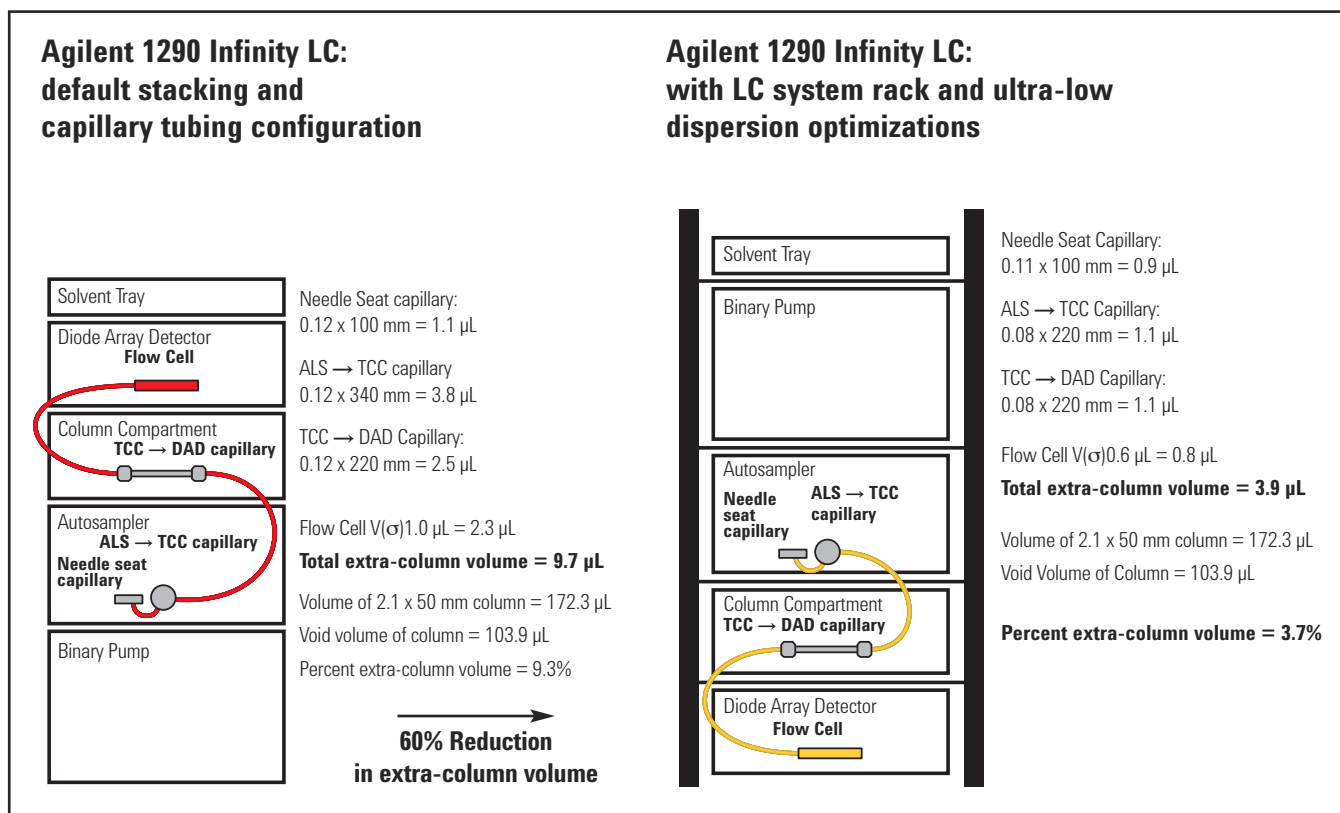 Agilent 1290 Infinity LC:
default stacking and
capillary tubing configuration
Solvent Tray
Diode Array Detector
Flow Cell
Column Compartment
TCC → DAD capillary
Autosampler
ALS → TCC capillary
Needle seat
capillary
Binary Pump
Needle Seat capillary:
0.12 x 100 mm = 1.1 µL
ALS → TCC capillary
0.12 x 340 mm = 3.8 µL
TCC → DAD Capillary:
0.12 x 220 mm = 2.5 µL
Flow Cell V(σ)1.0 µL = 2.3 µL
Total extra-column volume = 9.7 µL
Volume of 2.1 x 50 mm column = 172.3 µL
Void volume of column = 103.9 µL
Percent extra-column volume = 9.3%
60% Reduction
in extra-column volume
Agilent 1290 Infinity LC:
with LC system rack and ultra-low
dispersion optimizations
Solvent Tray
Binary Pump
Autosampler
Needle
seat
capillary
ALS → TCC
capillary
Column Compartment
TCC → DAD capillary
Diode Array Detector
Flow Cell
Needle Seat Capillary:
0.11 x 100 mm = 0.9 µL
ALS → TCC Capillary:
0.08 x 220 mm = 1.1 µL
TCC → DAD Capillary:
0.08 x 220 mm = 1.1 µL
Flow Cell V(σ)0.6 µL = 0.8 µL
Total extra-column volume = 3.9 µL
Volume of 2.1 x 50 mm column = 172.3 µL
Void Volume of Column = 103.9 µL
Percent extra-column volume = 3.7%